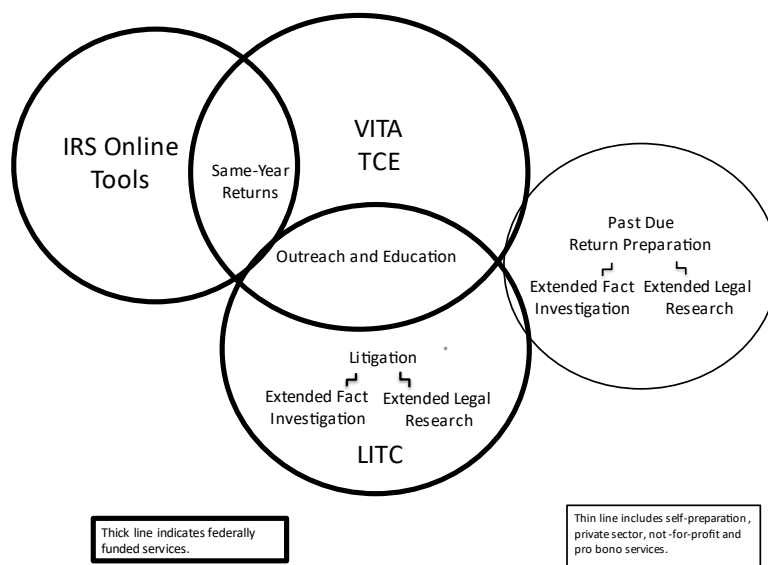 IRS Online
Tools
Same-Year
Returns
VITA
TCE
Outreach and Education
Past Due
Return Preparation
Extended Fact
Investigation
Extended Legal
Research
Litigation
Extended Fact
Investigation
Extended Legal
Research
LITC
Thick line indicates federally
funded services.
Thin line includes self-preparation ,
private sector, not -for-profit and
pro bono services.